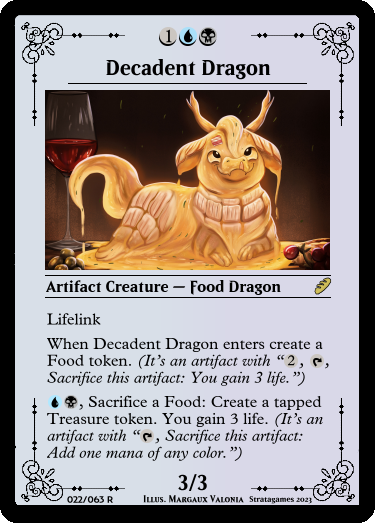 1
Decadent Dragon
Artifact Creature — Food Dragon
Lifelink
When Decadent Dragon enters create a
Food token. (It's an artifact with “2, ,
Sacrifice this artifact: You gain 3 life.”)
, Sacrifice a Food: Create a tapped
Treasure token. You gain 3 life. (It's an
artifact with “ , Sacrifice this artifact:
Add one mana of any color.”)
3/3
022/063 R Illus. Margaux Valonia Stratagames 2023